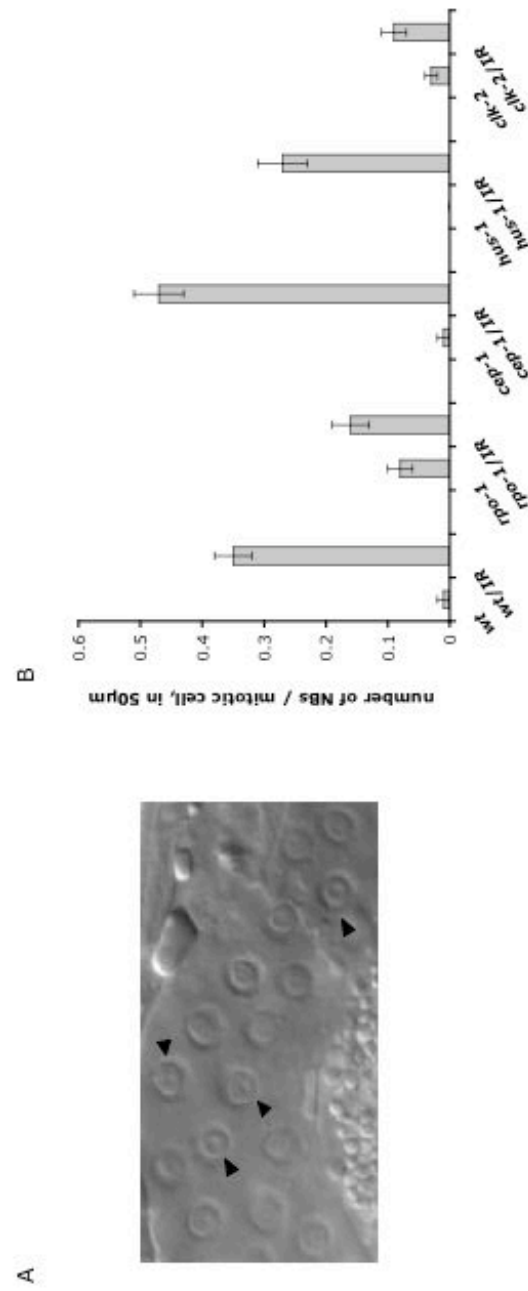 A
B
number of NBs / mitotic cell, in 50µm
0.6
0.5
0.4
0.3
0.2
0.1
0
wt
wt/IR
rpo-1
rpo-1/IR
cep-1
cep-1/IR
hus-1
hus-1/IR
clk-2
clk-2/IR